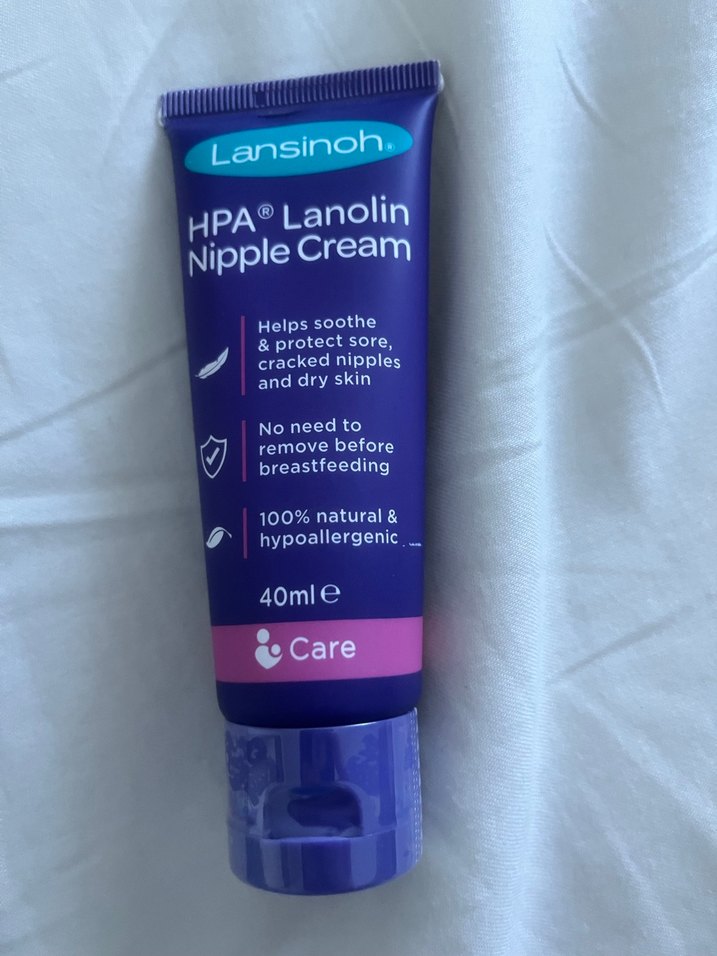 Lansinoh®
HPA® Lanolin
Nipple Cream
Helps soothe
& protect sore,
cracked nipples
and dry skin
No need to
remove before
breastfeeding
100% natural &
hypoallergenic
40ml ℮
Care